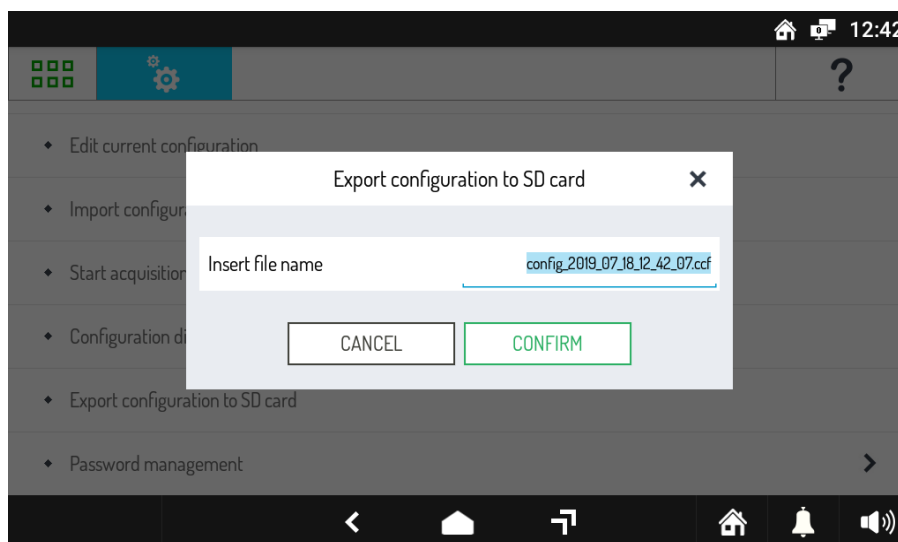 12:42
?
Edit current configuration
Export configuration to SD card
Import configur
Insert file name
config_2019_07_18_12_42_07.ccf
Start acquisition
CANCEL
CONFIRM
Configuration di
Export configuration to SD card
Password management